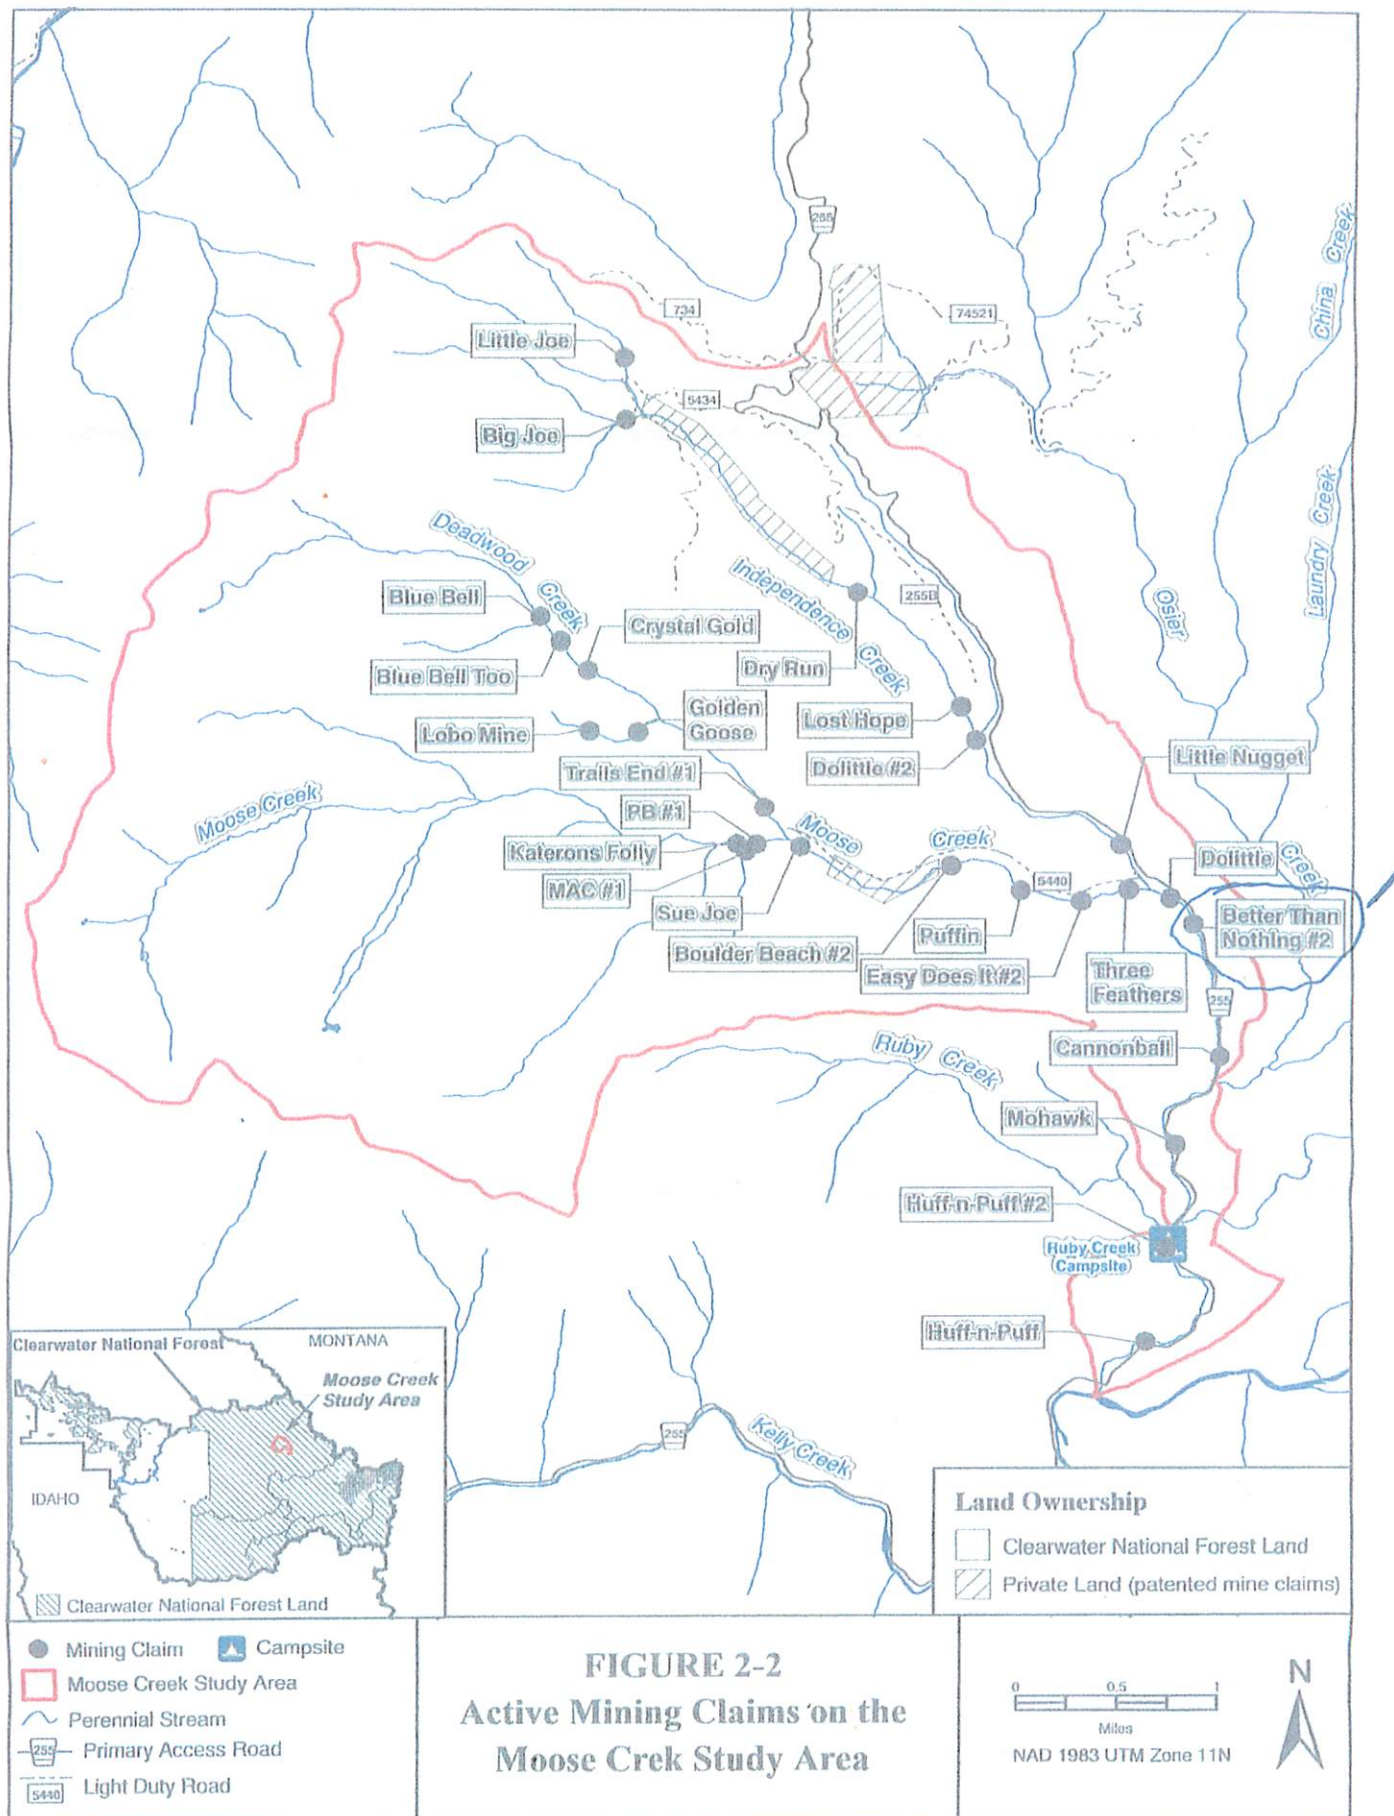 255
China Creek
734
74521
Little Joe
5434
Big Joe
Laundry Creek
Deadwood Creek
Independence Creek
255B
Osier Creek
Blue Bell
Crystal Gold
Blue Bell Too
Dry Run
Golden
Goose
Lost Hope
Lobo Mine
Little Nugget
Trails End #1
Dolittle #2
Moose Creek
PB #1
Moose Creek
Katerons Folly
Dolittle
MAC #1
5440
Sue Joe
Puffin
Better Than
Nothing #2
Boulder Beach #2
Easy Does It #2
Three
Feathers
255
Ruby Creek
Cannonball
Mohawk
Huff-n-Puff #2
Ruby Creek
(Campsite)
Huff-n-Puff
Clearwater National Forest
MONTANA
Moose Creek
Study Area
255
Kelly Creek
IDAHO
Clearwater National Forest Land
Land Ownership
Clearwater National Forest Land
Private Land (patented mine claims)
Mining Claim
Campsite
Moose Creek Study Area
Perennial Stream
255 Primary Access Road
5440 Light Duty Road
FIGURE 2-2
Active Mining Claims on the
Moose Crek Study Area
0 0.5 1
Miles
NAD 1983 UTM Zone 11N
N